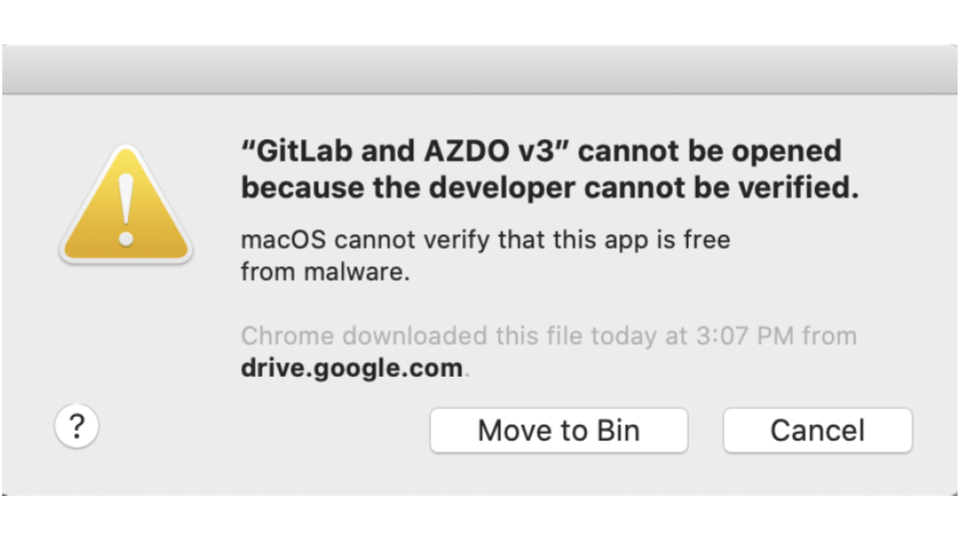 “GitLab and AZDO v3” cannot be opened
because the developer cannot be verified.
macOS cannot verify that this app is free
from malware.
Chrome downloaded this file today at 3:07 PM from
drive.google.com.
?
Move to Bin
Cancel